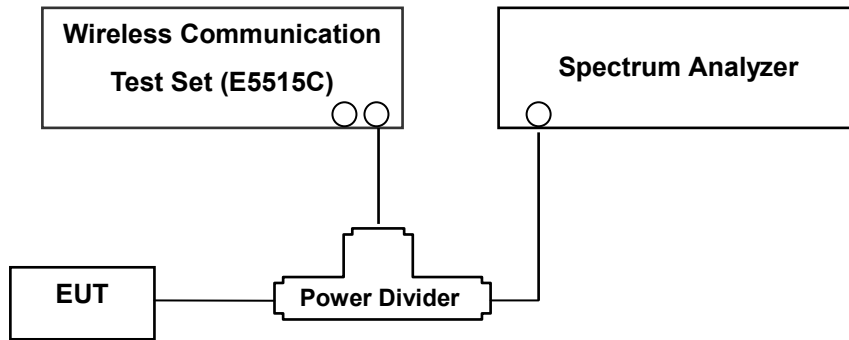 Wireless Communication
Test Set (E5515C)
Spectrum Analyzer
EUT
Power Divider